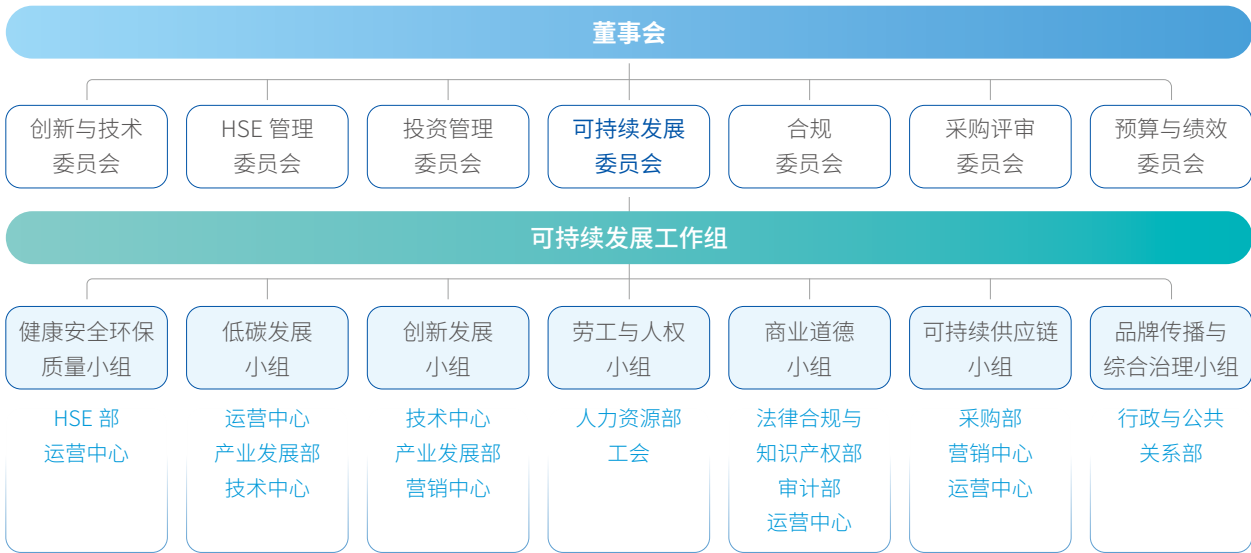 董事会
创新与技术
委员会
HSE 管理
委员会
投资管理
委员会
可持续发展
委员会
合规
委员会
采购评审
委员会
预算与绩效
委员会
可持续发展工作组
健康安全环保
质量小组
低碳发展
小组
创新发展
小组
劳工与人权
小组
商业道德
小组
可持续供应链
小组
品牌传播与
综合治理小组
HSE 部
运营中心
运营中心
产业发展部
技术中心
技术中心
产业发展部
营销中心
人力资源部
工会
法律合规与
知识产权部
审计部
运营中心
采购部
营销中心
运营中心
行政与公共
关系部